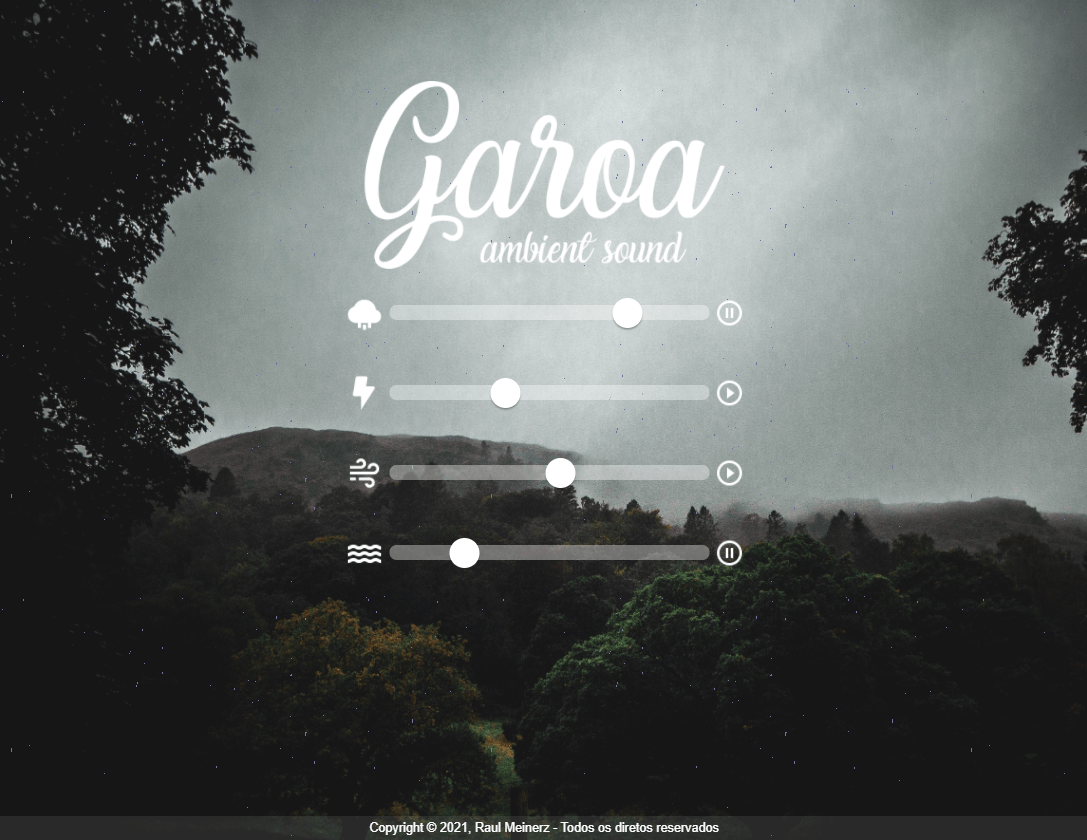 Garoa
ambient sound
Copyright © 2021, Raul Meinerz - Todos os diretos reservados